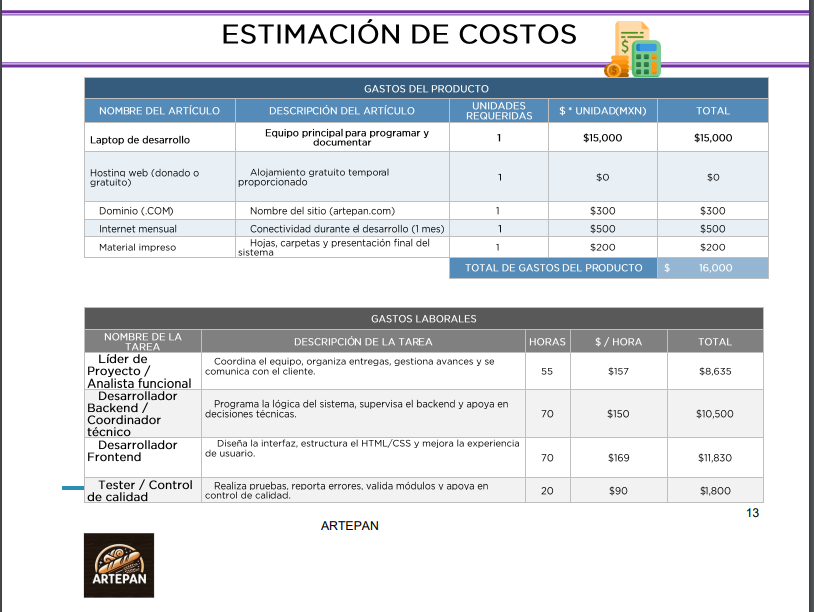 ESTIMACIÓN DE COSTOS
GASTOS DEL PRODUCTO
NOMBRE DEL ARTÍCULO DESCRIPCIÓN DEL ARTÍCULO UNIDADES REQUERIDAS $ * UNIDAD(MXN) TOTAL
Laptop de desarrollo Equipo principal para programar y documentar 1 $15,000 $15,000
Hosting web (donado o gratuito) Alojamiento gratuito temporal proporcionado 1 $0 $0
Dominio (.COM) Nombre del sitio (artepan.com) 1 $300 $300
Internet mensual Conectividad durante el desarrollo (1 mes) 1 $500 $500
Material impreso Hojas, carpetas y presentación final del sistema 1 $200 $200
TOTAL DE GASTOS DEL PRODUCTO $ 16,000
GASTOS LABORALES
NOMBRE DE LA TAREA DESCRIPCIÓN DE LA TAREA HORAS $ / HORA TOTAL
Líder de Proyecto / Analista funcional Coordina el equipo, organiza entregas, gestiona avances y se comunica con el cliente. 55 $157 $8,635
Desarrollador Backend / Coordinador técnico Programa la lógica del sistema, supervisa el backend y apoya en decisiones técnicas. 70 $150 $10,500
Desarrollador Frontend Diseña la interfaz, estructura el HTML/CSS y mejora la experiencia de usuario. 70 $169 $11,830
Tester / Control de calidad Realiza pruebas, reporta errores, valida módulos y apoya en control de calidad. 20 $90 $1,800
13
ARTEPAN
ARTEPAN